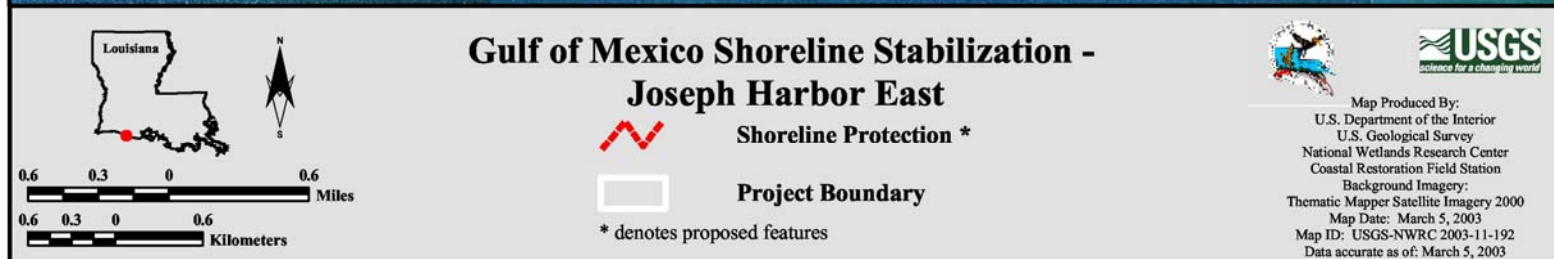 Louisiana
N
S
0.6 0.3 0 0.6
Miles
0.6 0.3 0 0.6
Kilometers
Gulf of Mexico Shoreline Stabilization -
Joseph Harbor East
Shoreline Protection *
Project Boundary
* denotes proposed features
USGS
science for a changing world
Map Produced By:
U.S. Department of the Interior
U.S. Geological Survey
National Wetlands Research Center
Coastal Restoration Field Station
Background Imagery:
Thematic Mapper Satellite Imagery 2000
Map Date: March 5, 2003
Map ID: USGS-NWRC 2003-11-192
Data accurate as of: March 5, 2003